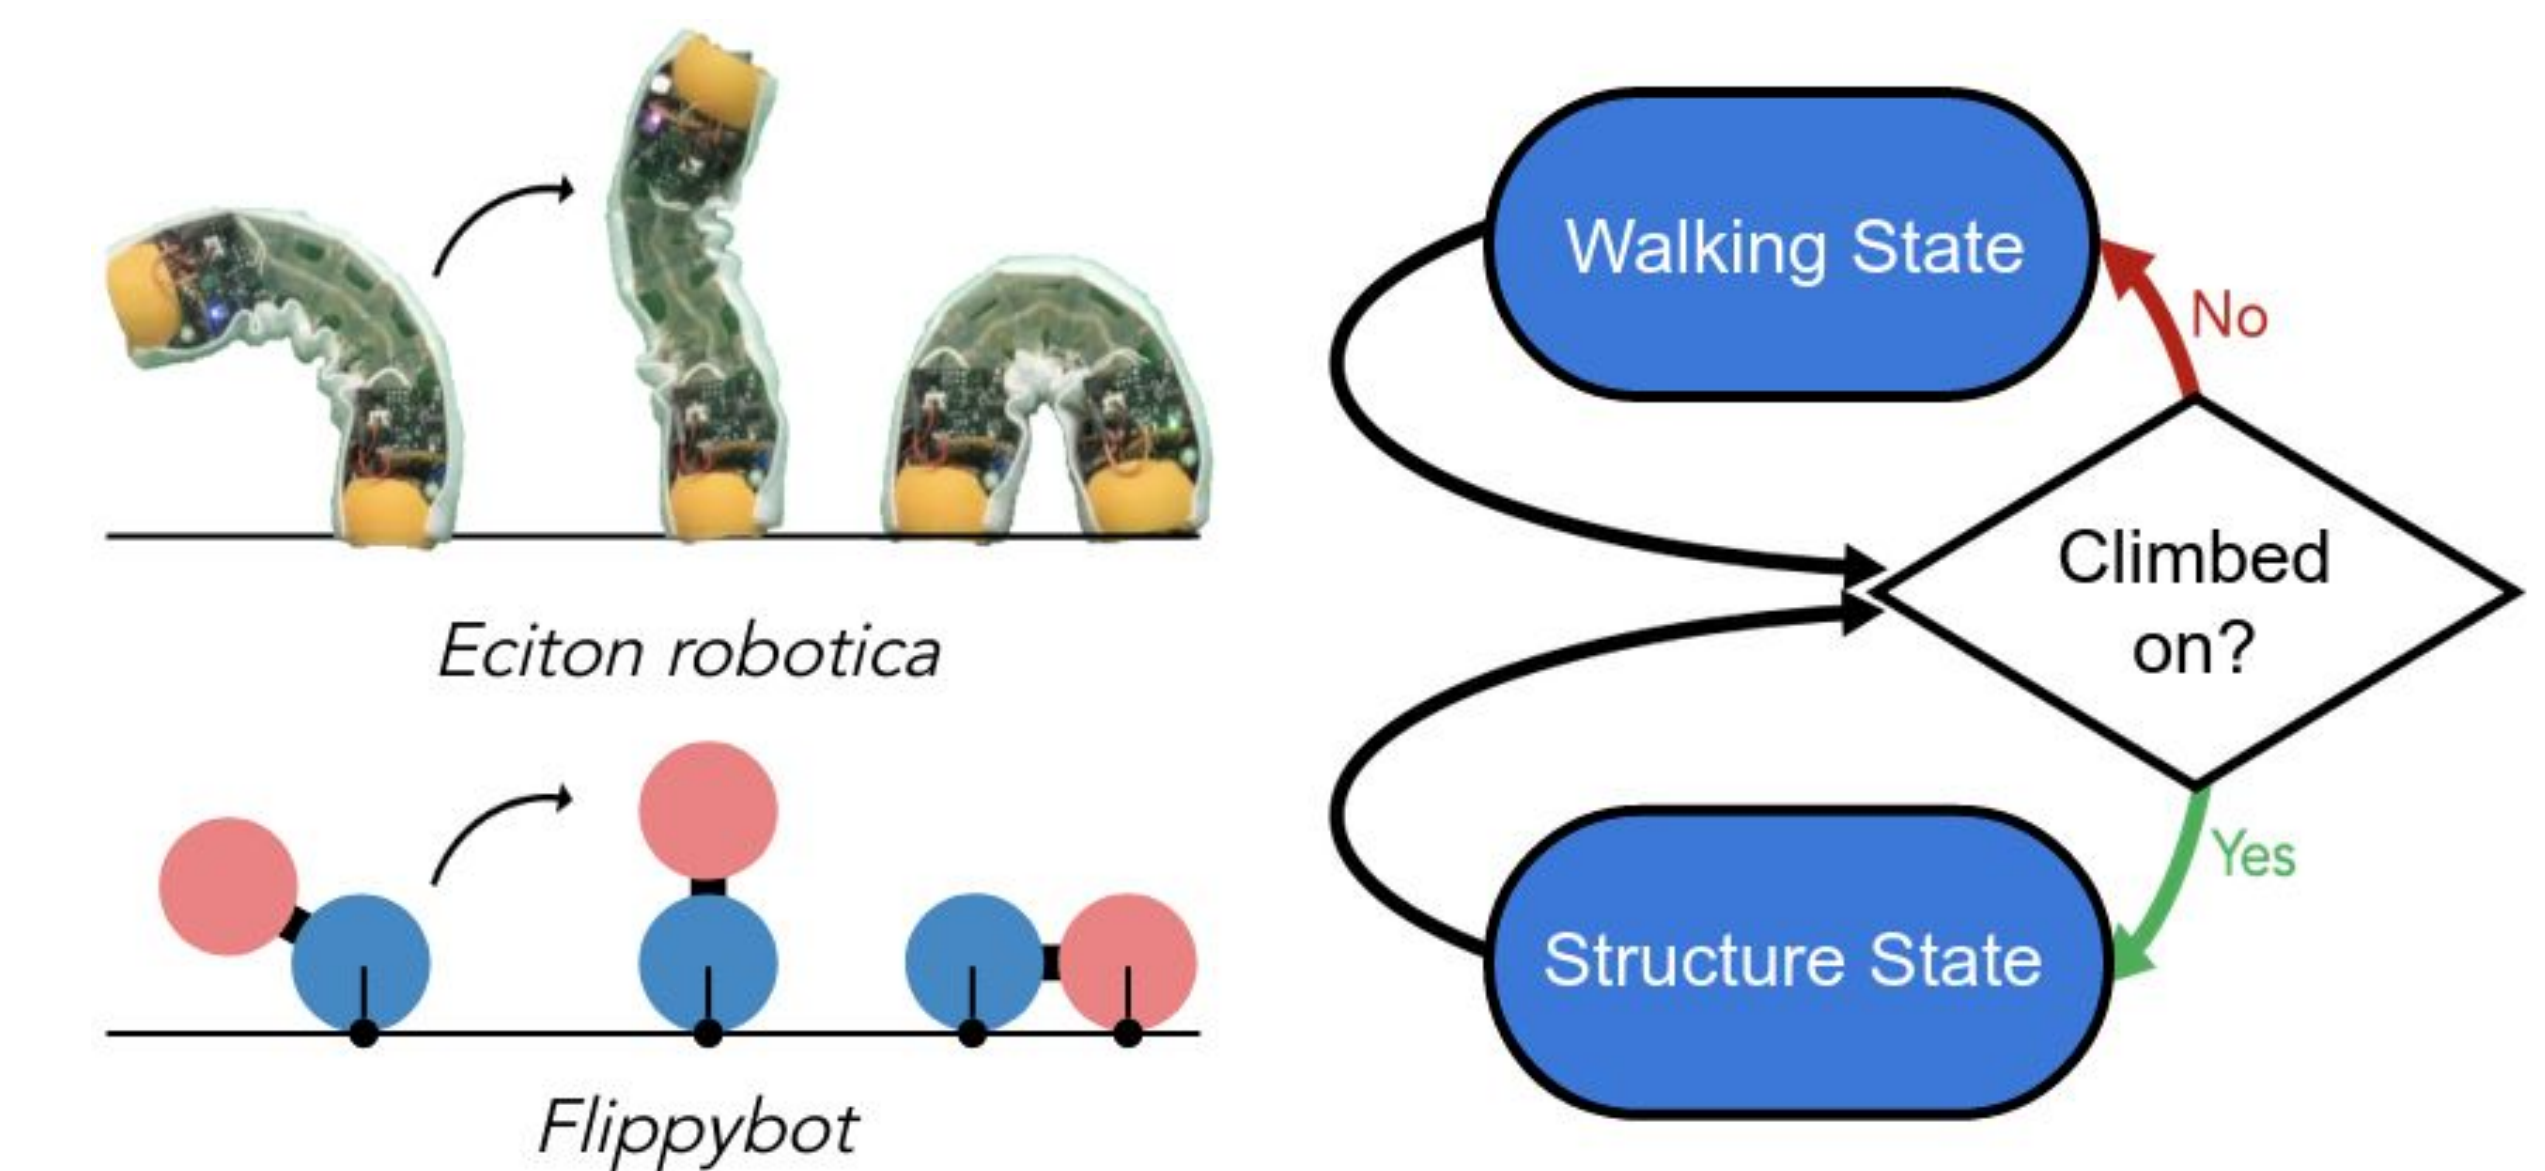 Eciton robotica
Flippybot
Walking State
No
Climbed
on?
Yes
Structure State